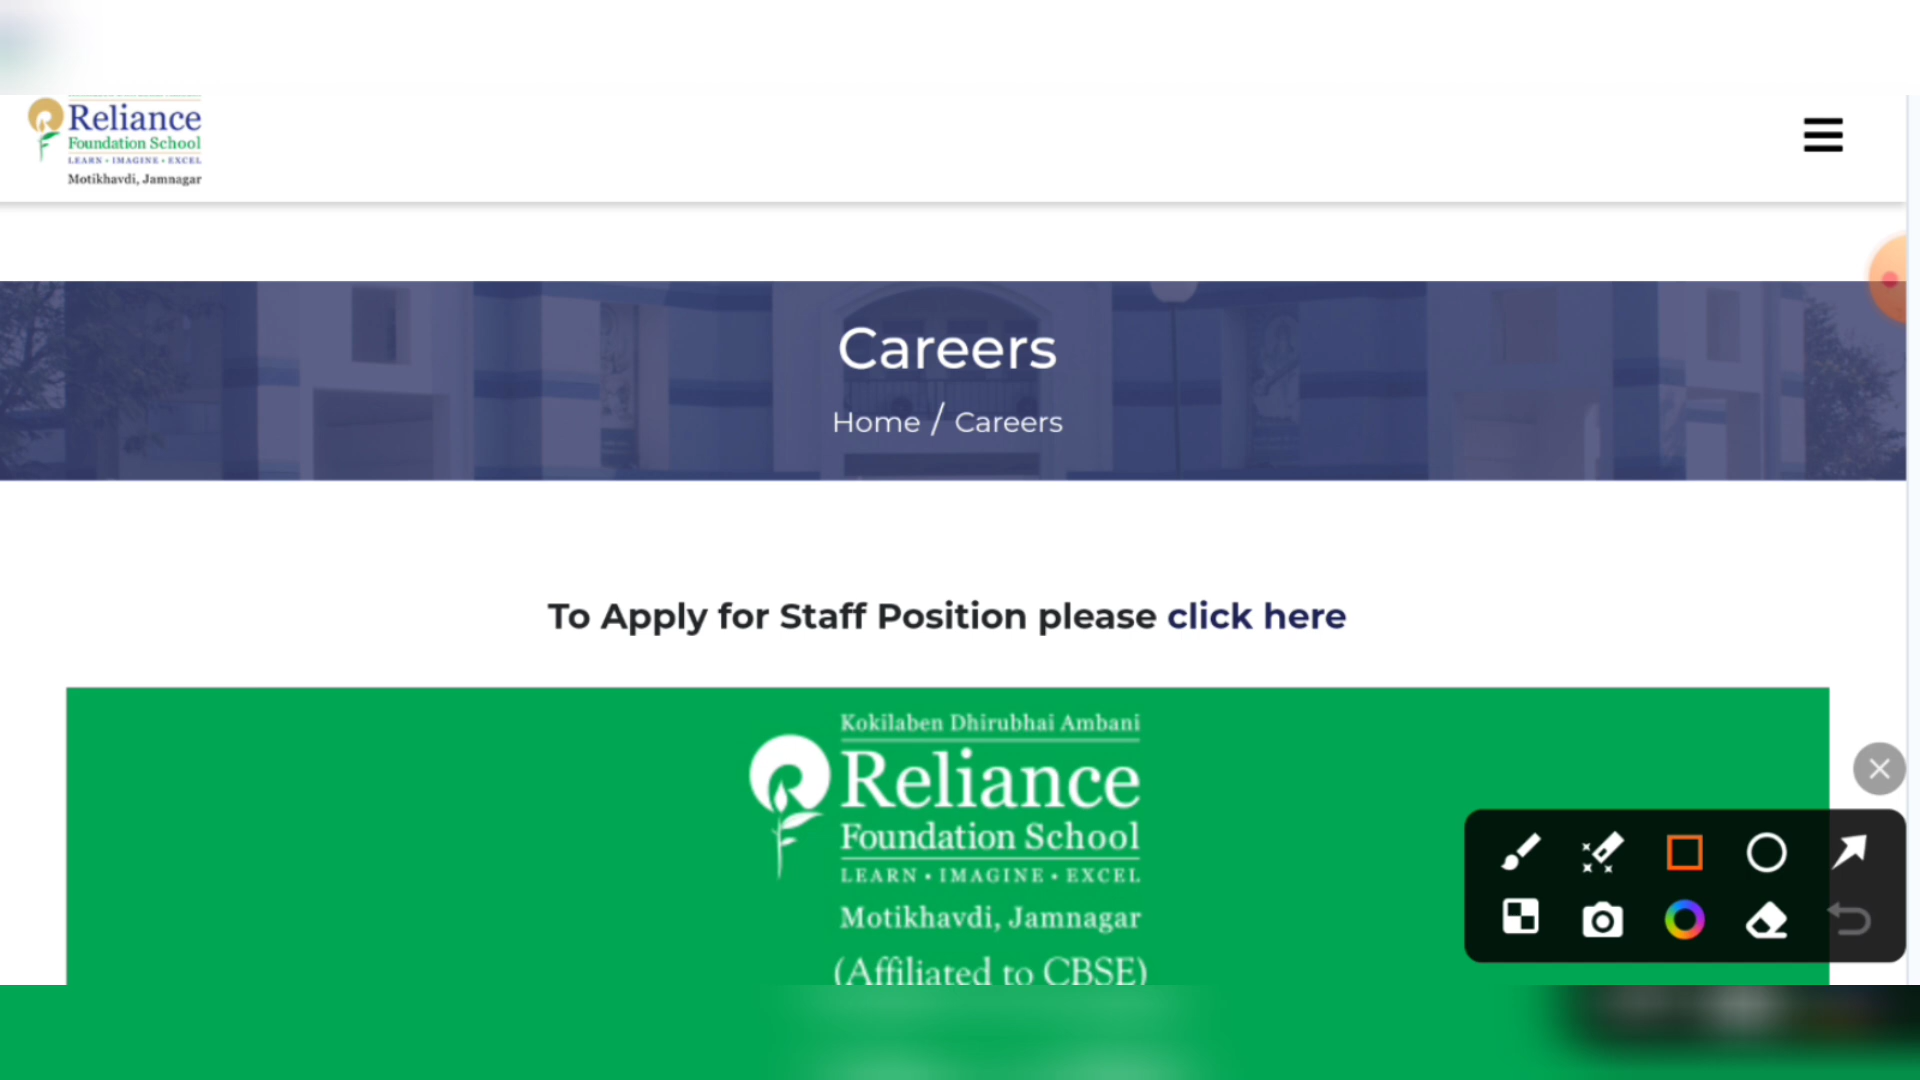 Reliance
Foundation School
LEARN • IMAGINE • EXCEL
Motikhavdi, Jamnagar
Careers
Home / Careers
To Apply for Staff Position please click here
Kokilaben Dhirubhai Ambani
Reliance
Foundation School
LEARN • IMAGINE • EXCEL
Motikhavdi, Jamnagar
(Affiliated to CBSE)